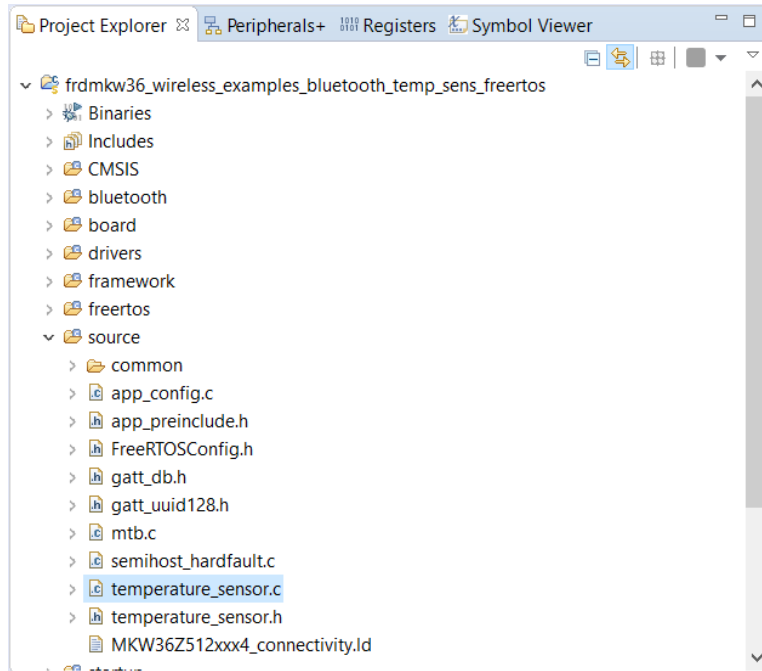 Project Explorer Peripherals+ Registers Symbol Viewer
frdmkw36_wireless_examples_bluetooth_temp_sens_freertos
Binaries
Includes
CMSIS
bluetooth
board
drivers
framework
freertos
source
common
app_config.c
app_preinclude.h
FreeRTOSConfig.h
gatt_db.h
gatt_uuid128.h
mtb.c
semihost_hardfault.c
temperature_sensor.c
temperature_sensor.h
MKW36Z512xxx4_connectivity.ld